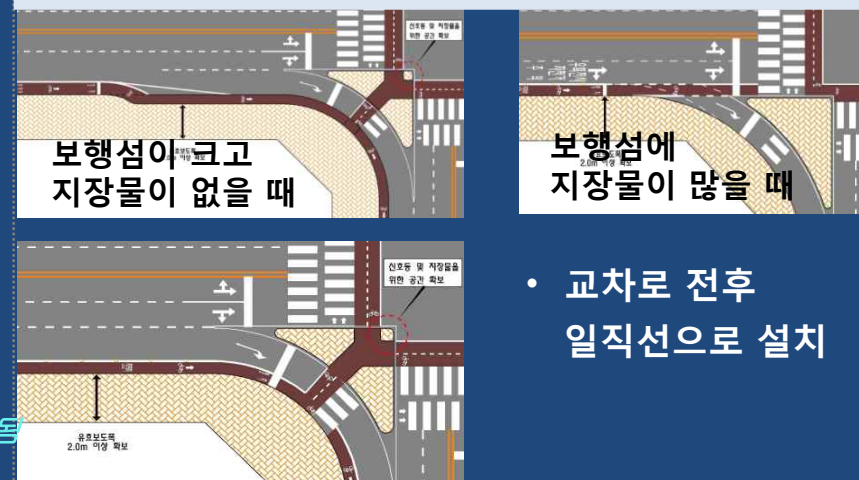 신호등 및 지장물을
위한 공간 확보
보행섬이 크고
지장물이 없을 때
보행섬에
지장물이 많을 때
신호등 및 지장물을
위한 공간 확보
유효보도폭
2.0m 이상 확보
• 교차로 전후
일직선으로 설치